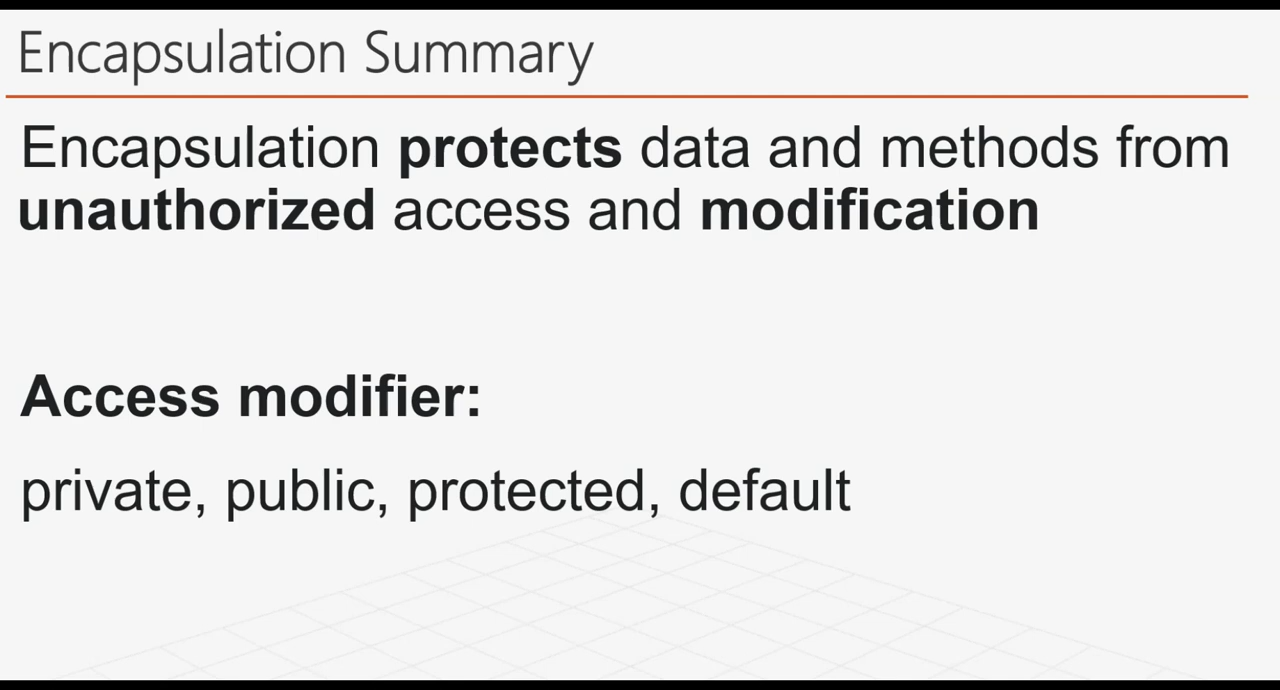 Encapsulation Summary
Encapsulation protects data and methods from
unauthorized access and modification
Access modifier:
private, public, protected, default